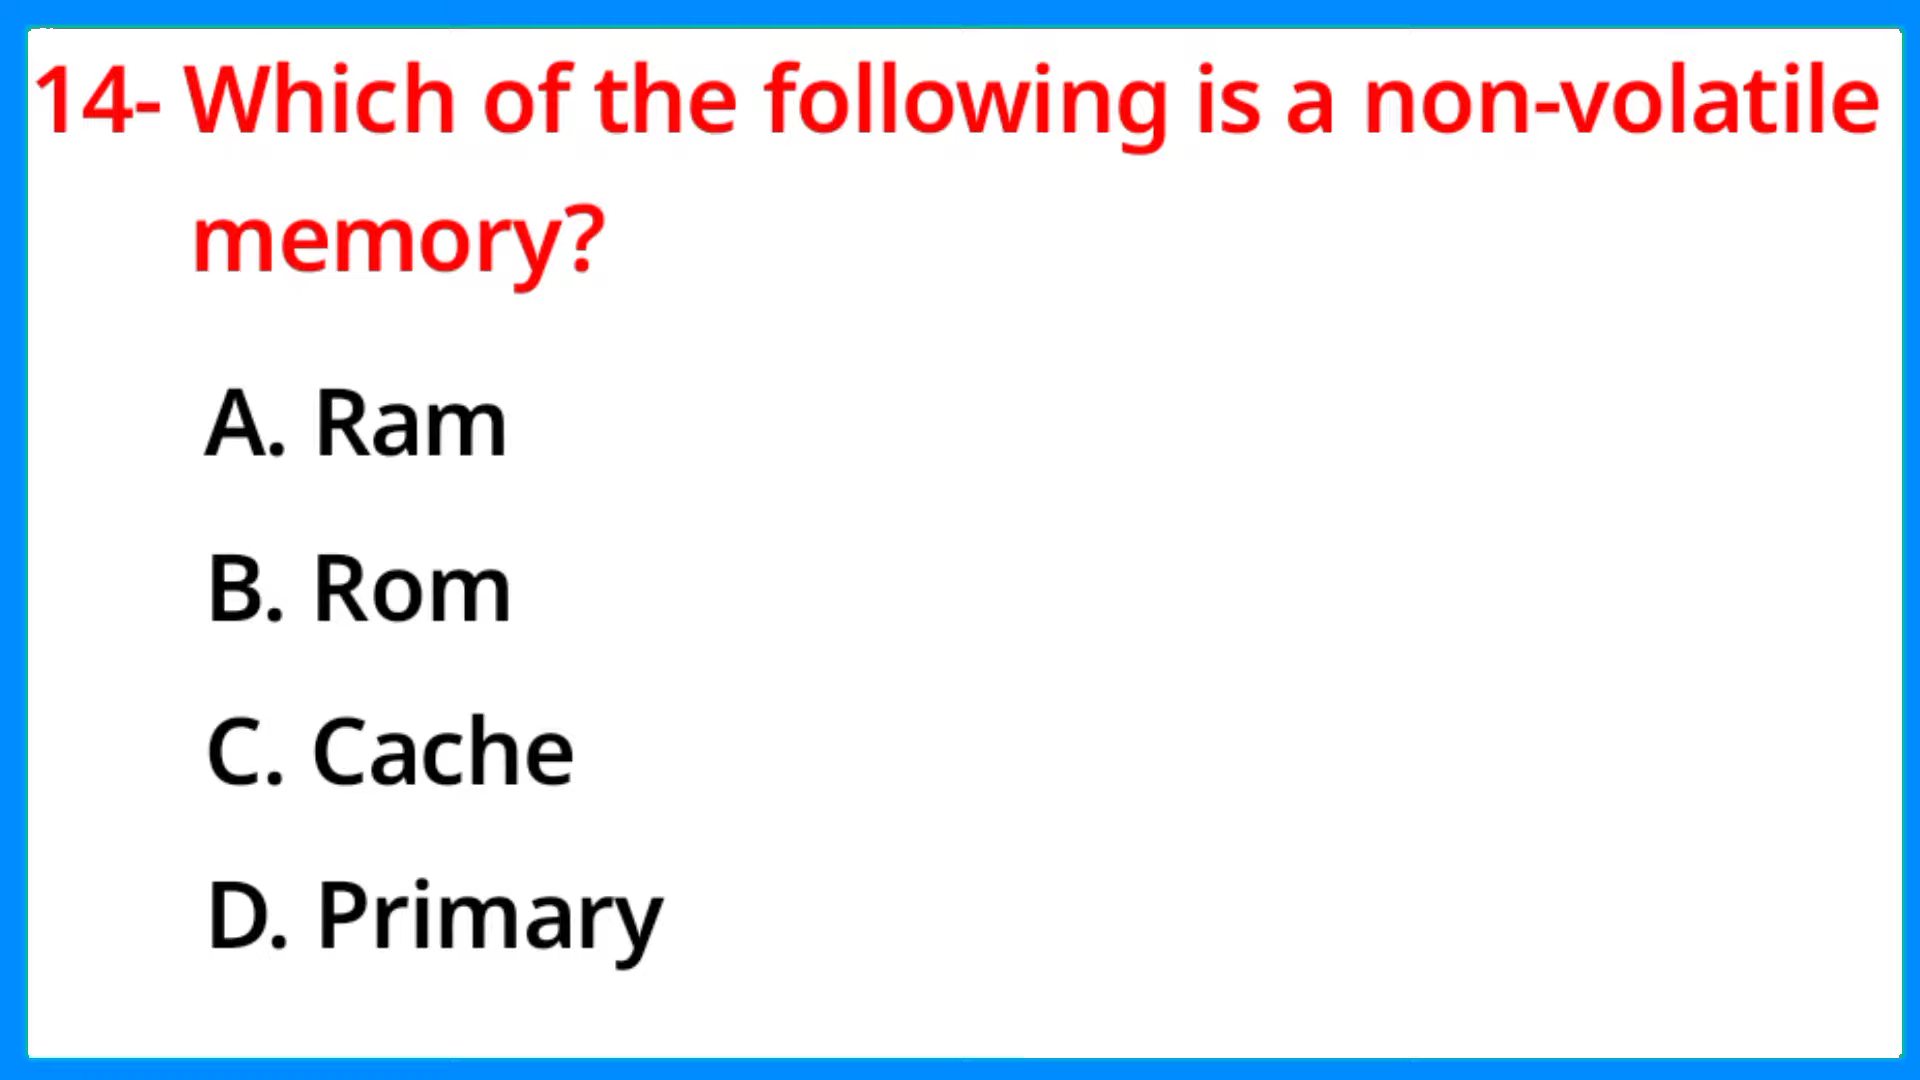 14- Which of the following is a non-volatile
memory?
A. Ram
B. Rom
C. Cache
D. Primary